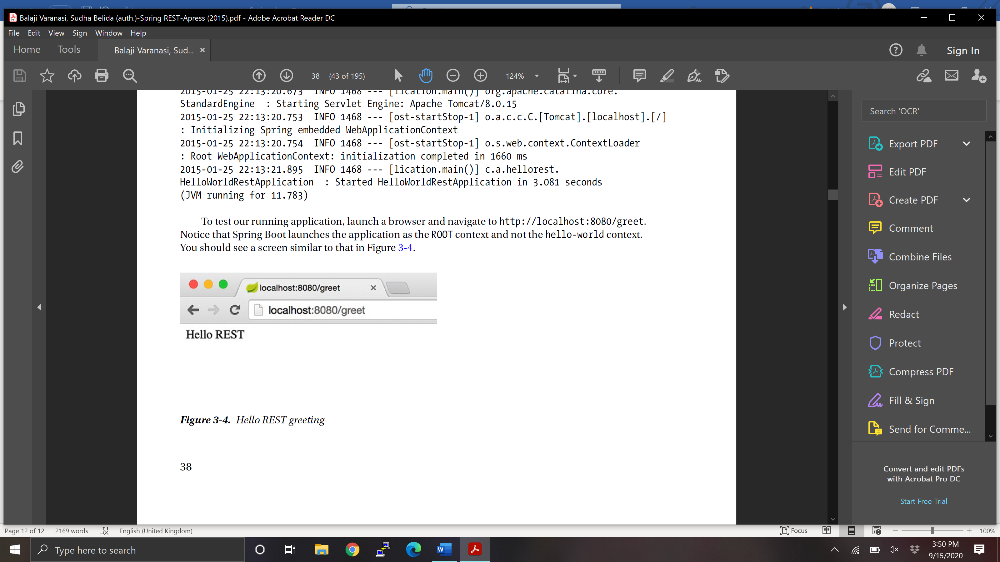 Balaji Varanasi, Sudha Belida (auth.)-Spring REST-Apress (2015).pdf - Adobe Acrobat Reader DC
File Edit View Sign Window Help
Home Tools Balaji Varanasi, Sud... × Sign In
38 (43 of 195) 124%
2015-01-25 22:13:20.673 INFO 1468 --- [lication.main()] org.apache.catalina.core.
StandardEngine : Starting Servlet Engine: Apache Tomcat/8.0.15
2015-01-25 22:13:20.753 INFO 1468 --- [ost-startStop-1] o.a.c.c.C.[Tomcat].[localhost].[/]
: Initializing Spring embedded WebApplicationContext
2015-01-25 22:13:20.754 INFO 1468 --- [ost-startStop-1] o.s.web.context.ContextLoader
: Root WebApplicationContext: initialization completed in 1660 ms
2015-01-25 22:13:21.895 INFO 1468 --- [lication.main()] c.a.hellorest.
HelloWorldRestApplication : Started HelloWorldRestApplication in 3.081 seconds
(JVM running for 11.783)
To test our running application, launch a browser and navigate to http://localhost:8080/greet.
Notice that Spring Boot launches the application as the ROOT context and not the hello-world context.
You should see a screen similar to that in Figure 3-4.
localhost:8080/greet
localhost:8080/greet
Hello REST
Figure 3-4. Hello REST greeting
38
Search 'OCR'
Export PDF
Edit PDF
Create PDF
Comment
Combine Files
Organize Pages
Redact
Protect
Compress PDF
Fill & Sign
Send for Comme...
Convert and edit PDFs
with Acrobat Pro DC
Start Free Trial
Page 12 of 12 2169 words English (United Kingdom) Focus 100%
Type here to search
3:50 PM
9/15/2020